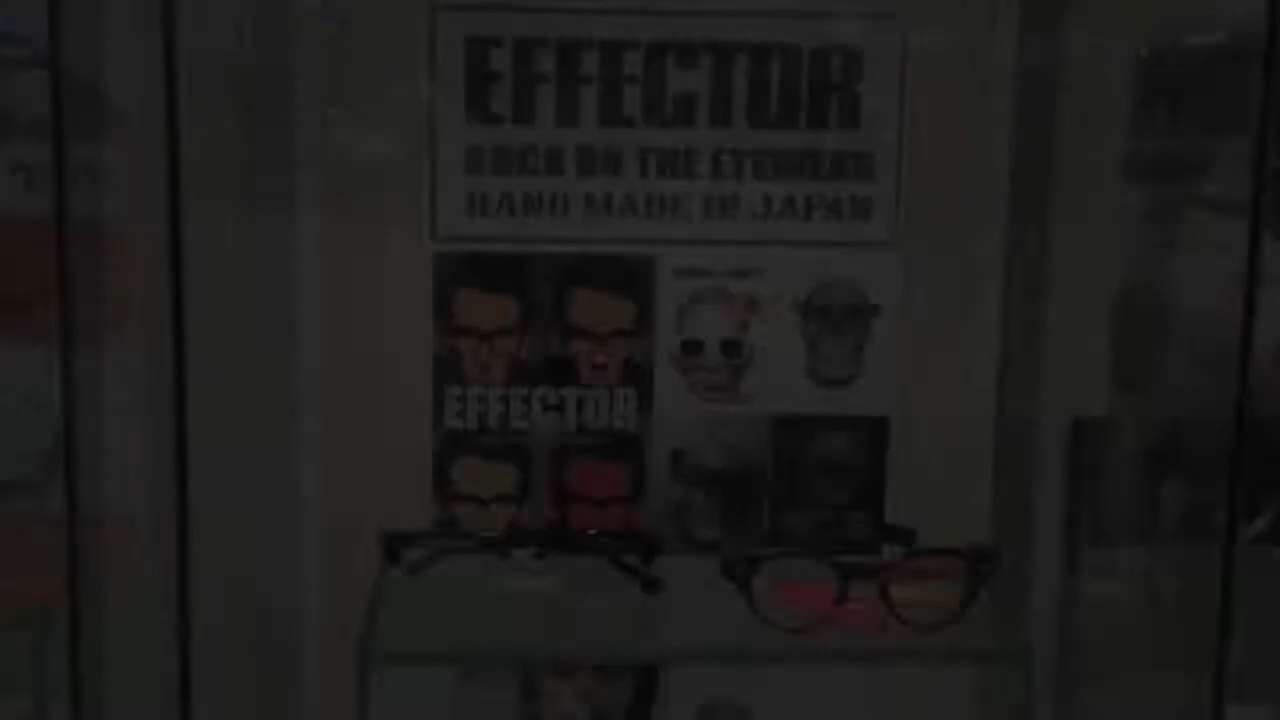 EFFECTOR
ROCK ON THE EYEWEAR
HAND MADE IN JAPAN
EFFECTOR